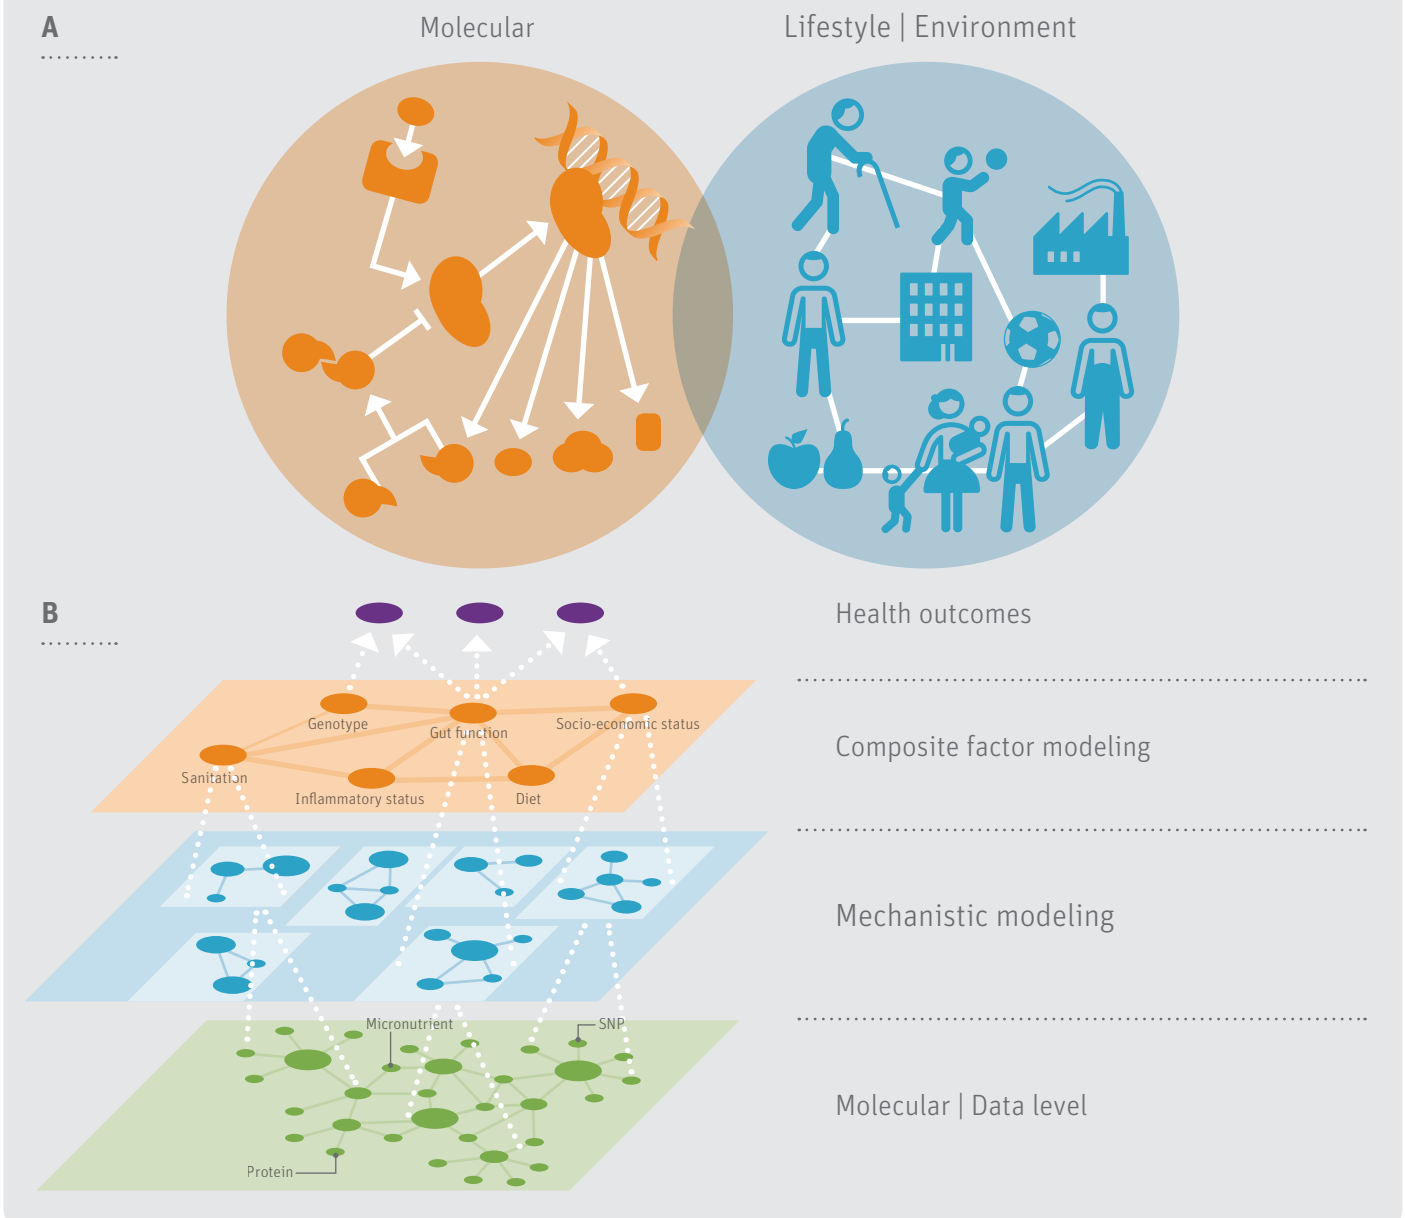 A
Molecular
Lifestyle | Environment
B
Health outcomes
Genotype
Gut function
Socio-economic status
Sanitation
Inflammatory status
Diet
Composite factor modeling
Mechanistic modeling
Micronutrient
SNP
Protein
Molecular | Data level